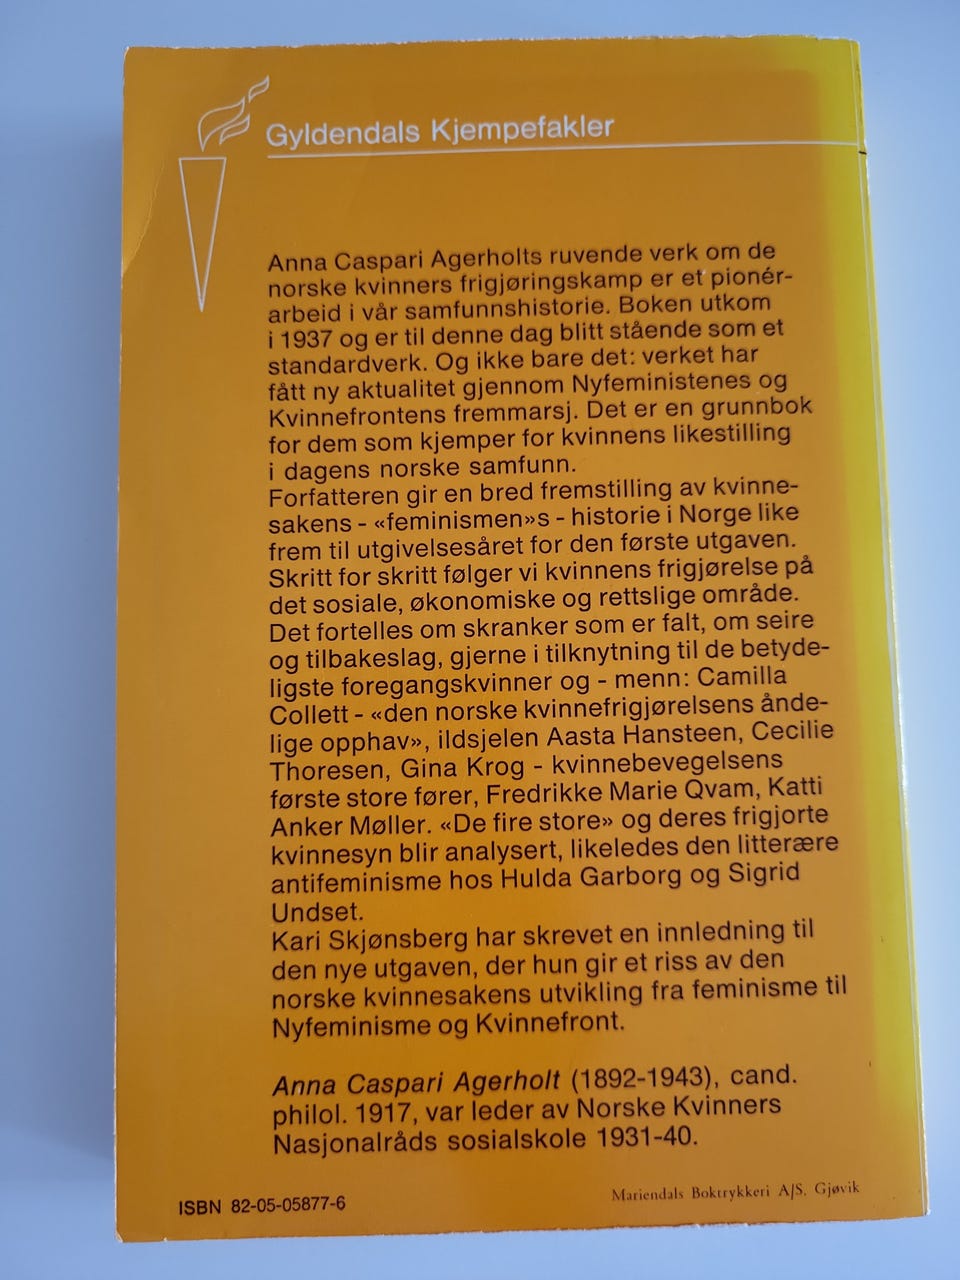 Gyldendals Kjempefakler
Anna Caspari Agerholts ruvende verk om de
norske kvinners frigjøringskamp er et pionér-
arbeid i vår samfunnshistorie. Boken utkom
i 1937 og er til denne dag blitt stående som et
standardverk. Og ikke bare det: verket har
fått ny aktualitet gjennom Nyfeministenes og
Kvinnefrontens fremmarsj. Det er en grunnbok
for dem som kjemper for kvinnens likestilling
i dagens norske samfunn.
Forfatteren gir en bred fremstilling av kvinne-
sakens - «feminismen»s - historie i Norge like
frem til utgivelsesåret for den første utgaven.
Skritt for skritt følger vi kvinnens frigjørelse på
det sosiale, økonomiske og rettslige område.
Det fortelles om skranker som er falt, om seire
og tilbakeslag, gjerne i tilknytning til de betyde-
ligste foregangskvinner og - menn: Camilla
Collett - «den norske kvinnefrigjørelsens ånde-
lige opphav», ildsjelen Aasta Hansteen, Cecilie
Thoresen, Gina Krog - kvinnebevegelsens
første store fører, Fredrikke Marie Qvam, Katti
Anker Møller. «De fire store» og deres frigjorte
kvinnesyn blir analysert, likeledes den litterære
antifeminisme hos Hulda Garborg og Sigrid
Undset.
Kari Skjønsberg har skrevet en innledning til
den nye utgaven, der hun gir et riss av den
norske kvinnesakens utvikling fra feminisme til
Nyfeminisme og Kvinnefront.
Anna Caspari Agerholt (1892-1943), cand.
philol. 1917, var leder av Norske Kvinners
Nasjonalråds sosialskole 1931-40.
ISBN 82-05-05877-6
Mariendals Boktrykkeri A/S. Gjøvik